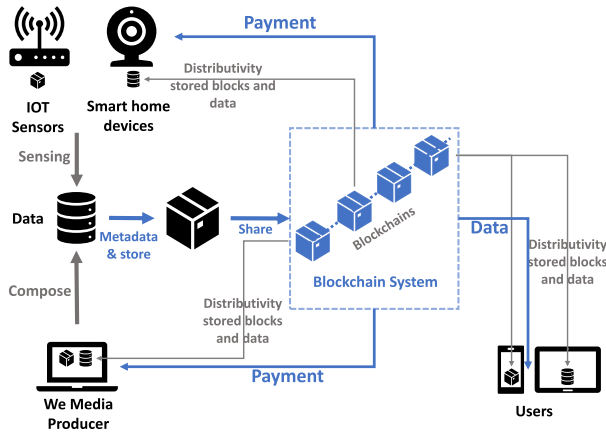 Payment
Distributivity
stored blocks and
data
IOT
Sensors
Smart home
devices
Sensing
Data
Metadata
& store
Share
Blockchains
Blockchain System
Data
Distributivity
stored blocks
and data
Compose
Distributivity
stored blocks
and data
Payment
We Media
Producer
Users